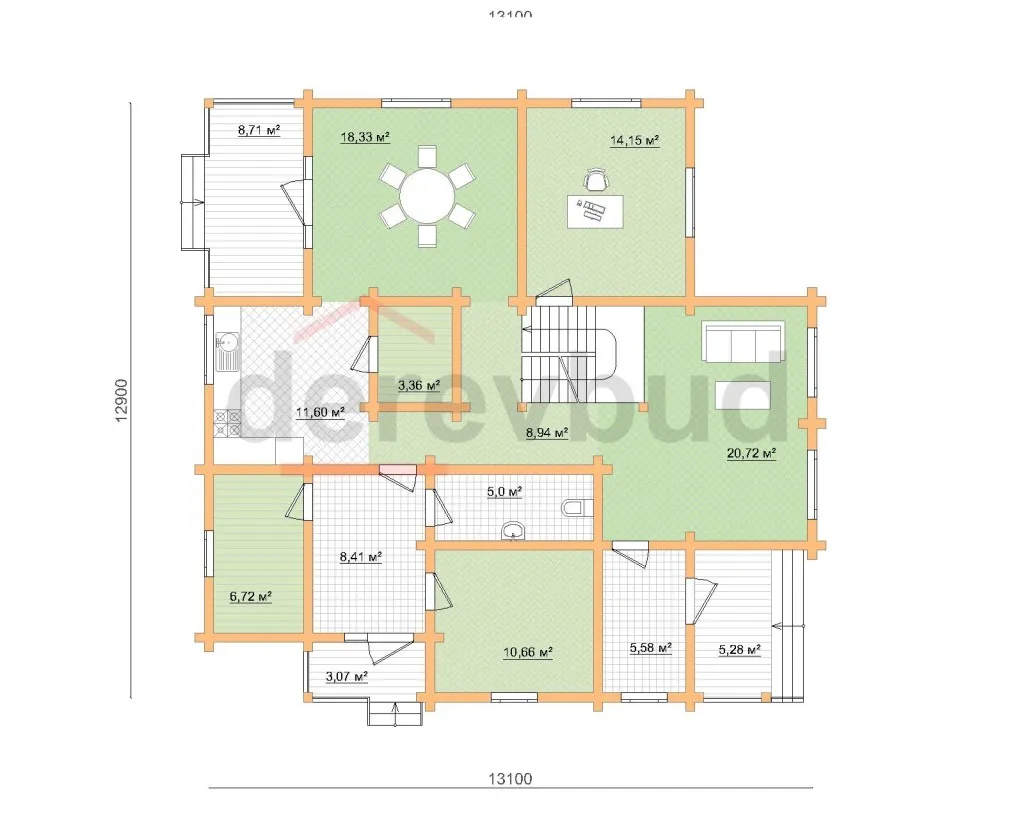 13100
8,71 м²
18,33 м²
14,15 м²
12900
derevbud
3,36 м²
11,60 м²
8,94 м²
20,72 м²
5,0 м²
8,41 м²
6,72 м²
10,66 м²
5,58 м²
5,28 м²
3,07 м²
13100